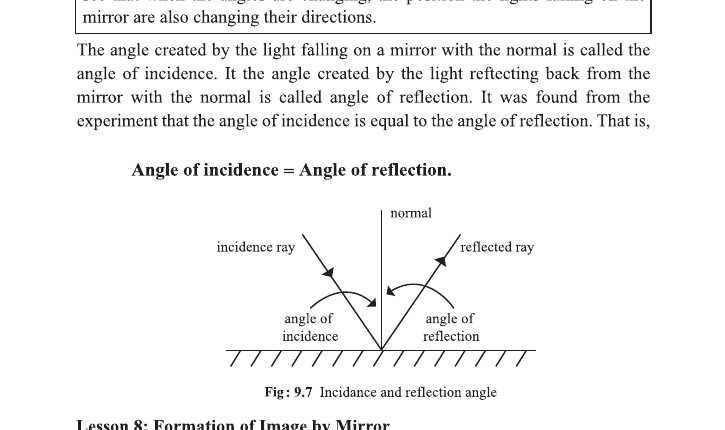 mirror are also changing their directions.
The angle created by the light falling on a mirror with the normal is called the
angle of incidence. It the angle created by the light reftecting back from the
mirror with the normal is called angle of reflection. It was found from the
experiment that the angle of incidence is equal to the angle of reflection. That is,
Angle of incidence = Angle of reflection.
normal
incidence ray
reflected ray
angle of
incidence
angle of
reflection
Fig: 9.7 Incidance and reflection angle
Lesson 8: Formation of Image by Mirror